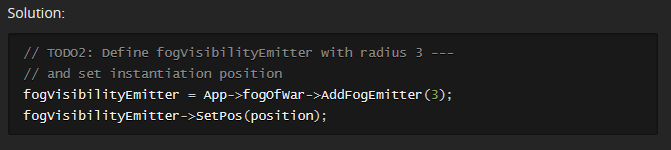 Solution:
// TODO2: Define fogVisibilityEmitter with radius 3 ---
// and set instantiation position
fogVisibilityEmitter = App->fogOfWar->AddFogEmitter(3);
fogVisibilityEmitter->SetPos(position);